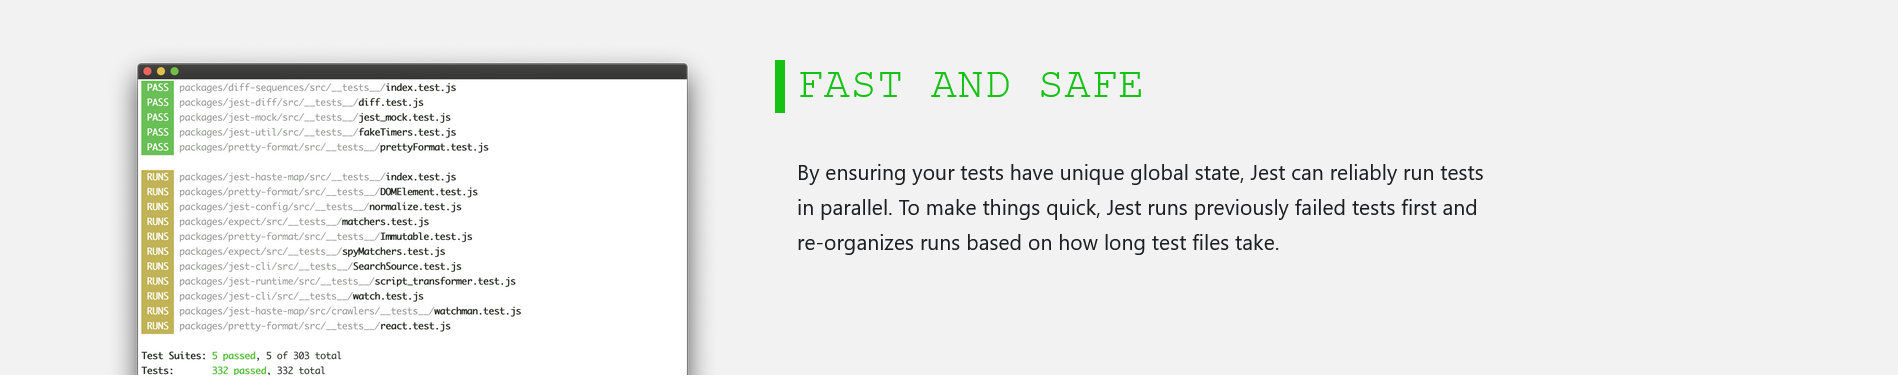 PASS packages/diff-sequences/src/__tests__/index.test.js
PASS packages/jest-diff/src/__tests__/diff.test.js
PASS packages/jest-mock/src/__tests__/jest_mock.test.js
PASS packages/jest-util/src/__tests__/fakeTimers.test.js
PASS packages/pretty-format/src/__tests__/prettyFormat.test.js
RUNS packages/jest-haste-map/src/__tests__/index.test.js
RUNS packages/pretty-format/src/__tests__/DOMElement.test.js
RUNS packages/jest-config/src/__tests__/normalize.test.js
RUNS packages/expect/src/__tests__/matchers.test.js
RUNS packages/pretty-format/src/__tests__/Immutable.test.js
RUNS packages/expect/src/__tests__/spyMatchers.test.js
RUNS packages/jest-cli/src/__tests__/SearchSource.test.js
RUNS packages/jest-runtime/src/__tests__/script_transformer.test.js
RUNS packages/jest-cli/src/__tests__/watch.test.js
RUNS packages/jest-haste-map/src/crawlers/__tests__/watchman.test.js
RUNS packages/pretty-format/src/__tests__/react.test.js
Test Suites: 5 passed, 5 of 303 total
Tests: 332 passed, 332 total
FAST AND SAFE
By ensuring your tests have unique global state, Jest can reliably run tests
in parallel. To make things quick, Jest runs previously failed tests first and
re-organizes runs based on how long test files take.